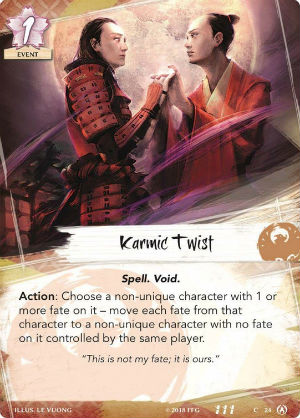 1
EVENT
Karmic Twist
Spell. Void.
Action: Choose a non-unique character with 1
or more fate on it – move each fate from that
character to a non-unique character with no fate
on it controlled by the same player.
“This is not my fate; it is ours.”
ILLUS. LE VUONG © 2018 FFG C 24 A